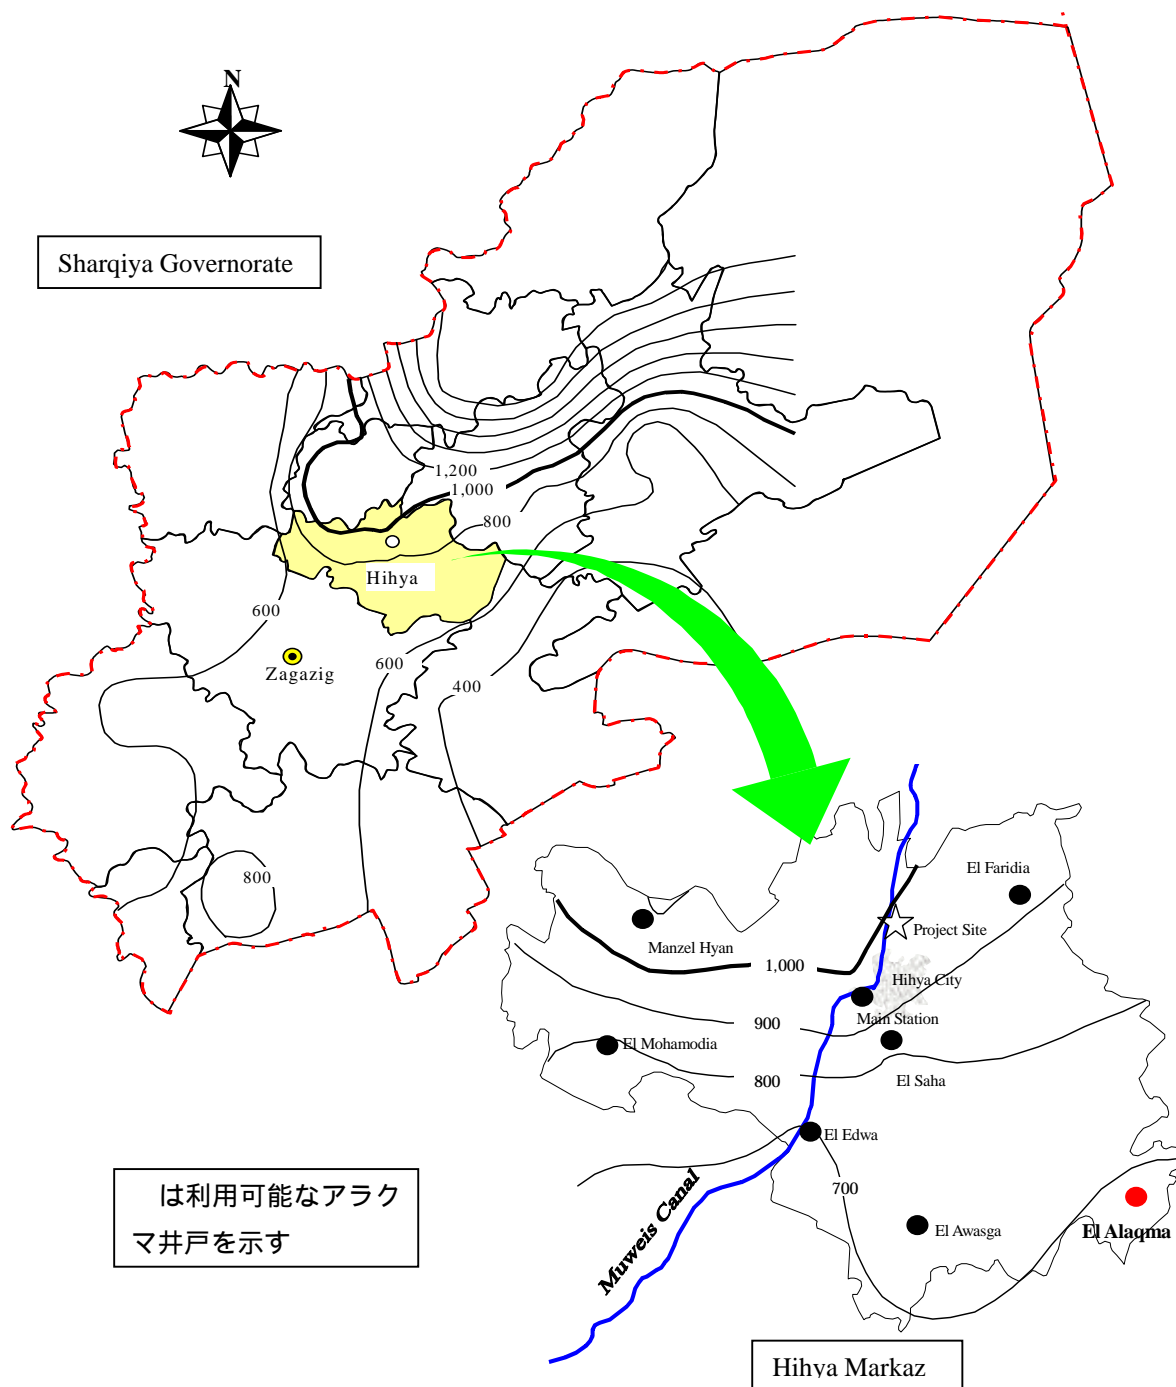 N
Sharqiya Governorate
1,200
1,000
800
Hihya
600
Zagazig
600
400
800
El Faridia
Project Site
Manzel Hyan
1,000
Hihya City
900
Main Station
El Mohamodia
800
El Saha
El Edwa
700
Muweis Canal
El Awasga
El Alaqma
は利用可能なアラク
マ井戸を示す
Hihya Markaz